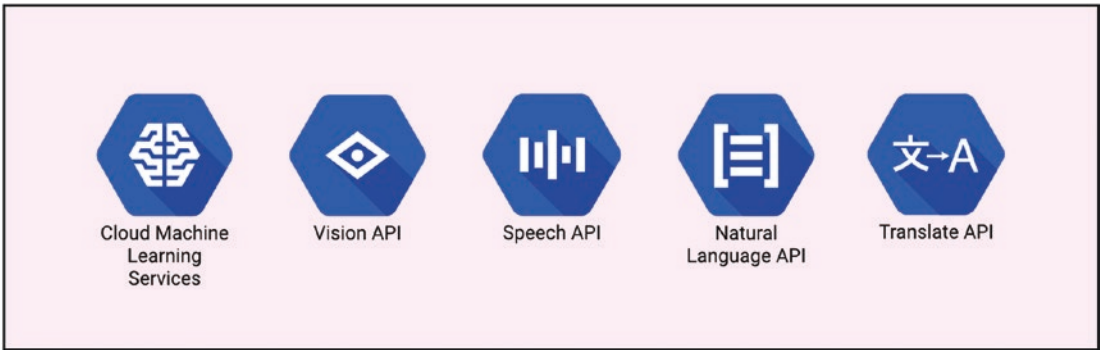 文→A
Cloud Machine
Learning
Services
Vision API
Speech API
Natural
Language API
Translate API